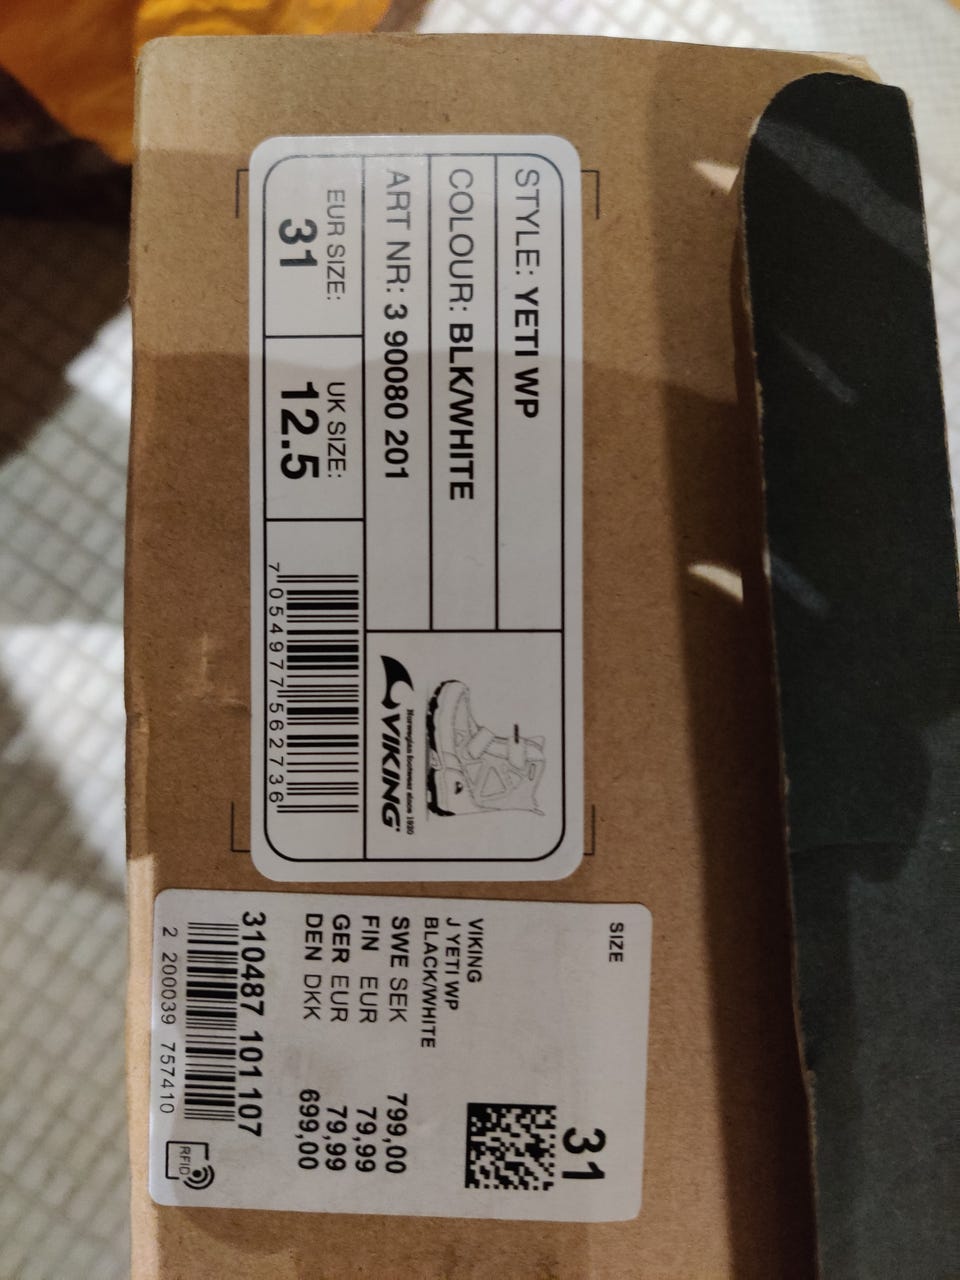 STYLE: YETI WP
COLOUR: BLK/WHITE
ART NR: 3 90080 201
EUR SIZE:
31
UK SIZE:
12.5
7 054977 562736
Norwegian footwear since 1920
VIKING
SIZE
31
VIKING
J YETI WP
BLACK/WHITE
SWE SEK 799,00
FIN EUR 79,99
GER EUR 79,99
DEN DKK 699,00
310487 101107
2 200039 757410
RFID